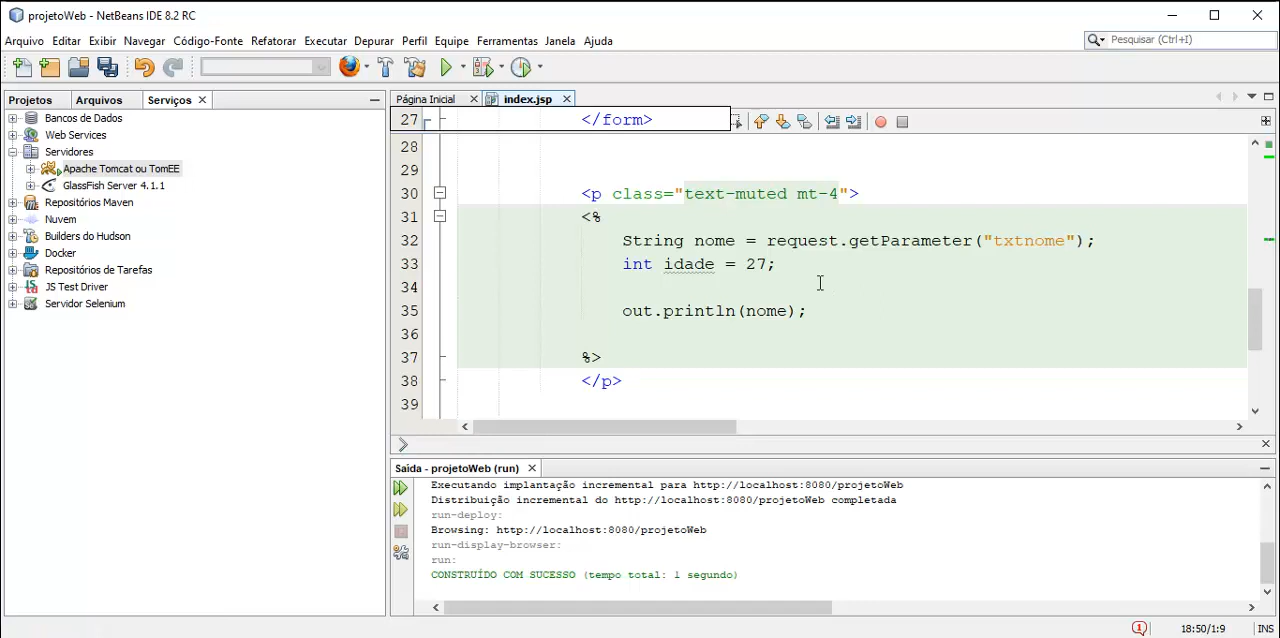 projetoWeb - NetBeans IDE 8.2 RC
Arquivo Editar Exibir Navegar Código-Fonte Refatorar Executar Depurar Perfil Equipe Ferramentas Janela Ajuda
Pesquisar (Ctrl+I)
Projetos Arquivos Serviços
Bancos de Dados
Web Services
Servidores
Apache Tomcat ou TomEE
GlassFish Server 4.1.1
Repositórios Maven
Nuvem
Builders do Hudson
Docker
Repositórios de Tarefas
JS Test Driver
Servidor Selenium
Página Inicial index.jsp
27 </form>
28
29
30 <p class="text-muted mt-4">
31 <%
32 String nome = request.getParameter("txtnome");
33 int idade = 27;
34
35 out.println(nome);
36
37 %>
38 </p>
39
Saída - projetoWeb (run)
Executando implantação incremental para http://localhost:8080/projetoWeb
Distribuição incremental do http://localhost:8080/projetoWeb completada
run-deploy:
Browsing: http://localhost:8080/projetoWeb
run-display-browser:
run:
CONSTRUÍDO COM SUCESSO (tempo total: 1 segundo)
18:50/1:9 INS